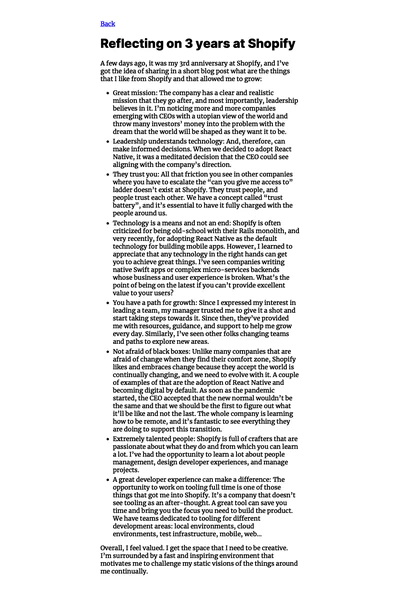 Back
Reflecting on 3 years at Shopify
A few days ago, it was my 3rd anniversary at Shopify, and I've
got the idea of sharing in a short blog post what are the things
that I like from Shopify and that allowed me to grow:
• Great mission: The company has a clear and realistic
mission that they go after, and most importantly, leadership
believes in it. I'm noticing more and more companies
emerging with CEOs with a utopian view of the world and
throw many investors' money into the problem with the
dream that the world will be shaped as they want it to be.
• Leadership understands technology: And, therefore, can
make informed decisions. When we decided to adopt React
Native, it was a meditated decision that the CEO could see
aligning with the company's direction.
• They trust you: All that friction you see in other companies
where you have to escalate the "can you give me access to"
ladder doesn't exist at Shopify. They trust people, and
people trust each other. We have a concept called "trust
battery", and it's essential to have it fully charged with the
people around us.
• Technology is a means and not an end: Shopify is often
criticized for being old-school with their Rails monolith, and
very recently, for adopting React Native as the default
technology for building mobile apps. However, I learned to
appreciate that any technology in the right hands can get
you to achieve great things. I've seen companies writing
native Swift apps or complex micro-services backends
whose business and user experience is broken. What's the
point of being on the latest if you can't provide excellent
value to your users?
• You have a path for growth: Since I expressed my interest in
leading a team, my manager trusted me to give it a shot and
start taking steps towards it. Since then, they've provided
me with resources, guidance, and support to help me grow
every day. Similarly, I've seen other folks changing teams
and paths to explore new areas.
• Not afraid of black boxes: Unlike many companies that are
afraid of change when they find their comfort zone, Shopify
likes and embraces change because they accept the world is
continually changing, and we need to evolve with it. A couple
of examples of that are the adoption of React Native and
becoming digital by default. As soon as the pandemic
started, the CEO accepted that the new normal wouldn't be
the same and that we should be the first to figure out what
it'll be like and not the last. The whole company is learning
how to be remote, and it's fantastic to see everything they
are doing to support this transition.
• Extremely talented people: Shopify is full of crafters that are
passionate about what they do and from which you can learn
a lot. I've had the opportunity to learn a lot about people
management, design developer experiences, and manage
projects.
• A great developer experience can make a difference: The
opportunity to work on tooling full time is one of those
things that got me into Shopify. It's a company that doesn't
see tooling as an after-thought. A great tool can save you
time and bring you the focus you need to build the product.
We have teams dedicated to tooling for different
development areas: local environments, cloud
environments, test infrastructure, mobile, web...
Overall, I feel valued. I get the space that I need to be creative.
I'm surrounded by a fast and inspiring environment that
motivates me to challenge my static visions of the things around
me continually.